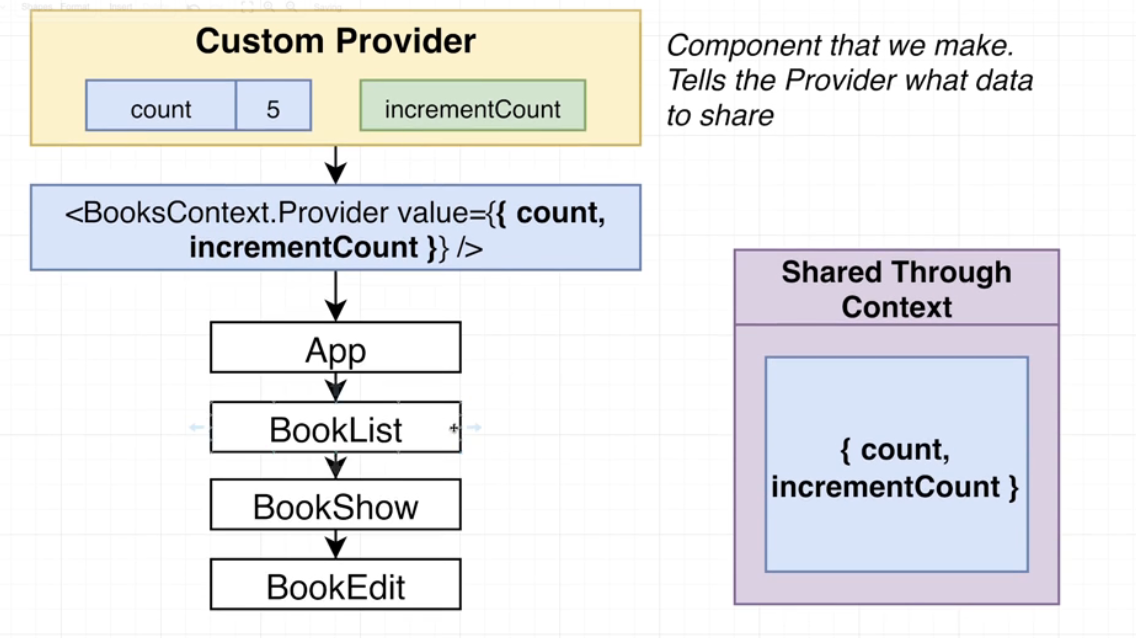 Custom Provider
count
5
incrementCount
Component that we make.
Tells the Provider what data
to share
<BooksContext.Provider value={{ count,
incrementCount }} />
App
BookList
BookShow
BookEdit
Shared Through
Context
{ count,
incrementCount }